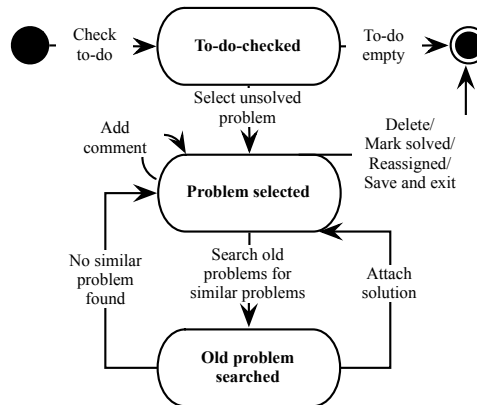 Check
to-do
To-do-checked
To-do
empty
Select unsolved
problem
Add
comment
Delete/
Mark solved/
Reassigned/
Save and exit
Problem selected
No similar
problem
found
Search old
problems for
similar problems
Attach
solution
Old problem
searched